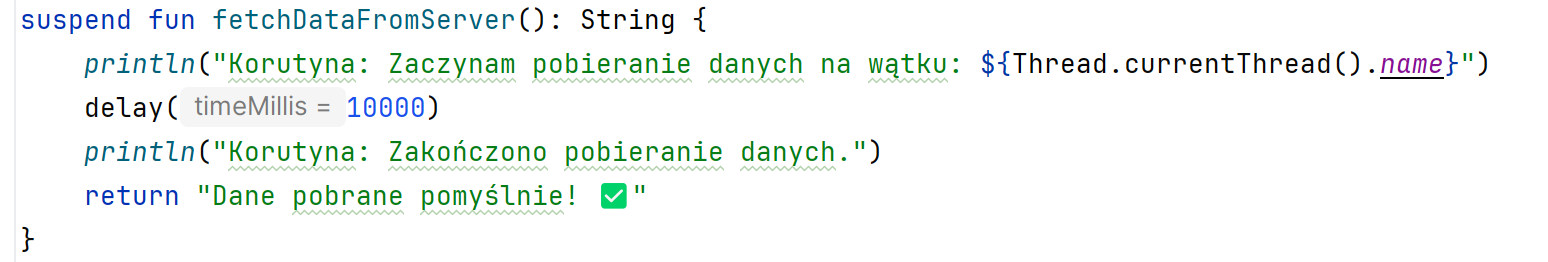 suspend fun fetchDataFromServer(): String {
println("Korutyna: Zaczynam pobieranie danych na wątku: ${Thread.currentThread().name}")
delay( timeMillis = 10000)
println("Korutyna: Zakończono pobieranie danych.")
return "Dane pobrane pomyślnie! ✅"
}